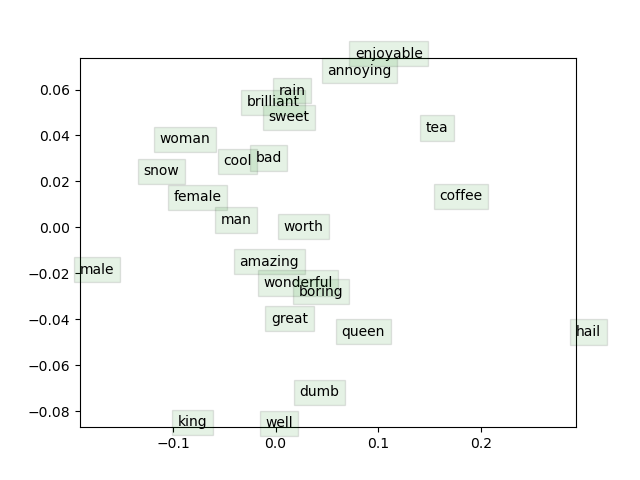 enjoyable
annoying
0.06
rain
brilliant
sweet
0.04
tea
woman
0.02
snow
cool
bad
female
coffee
0.00
man
worth
−0.02
male
amazing
wonderful
boring
−0.04
great
queen
hail
−0.06
dumb
−0.08
king
well
−0.1
0.0
0.1
0.2